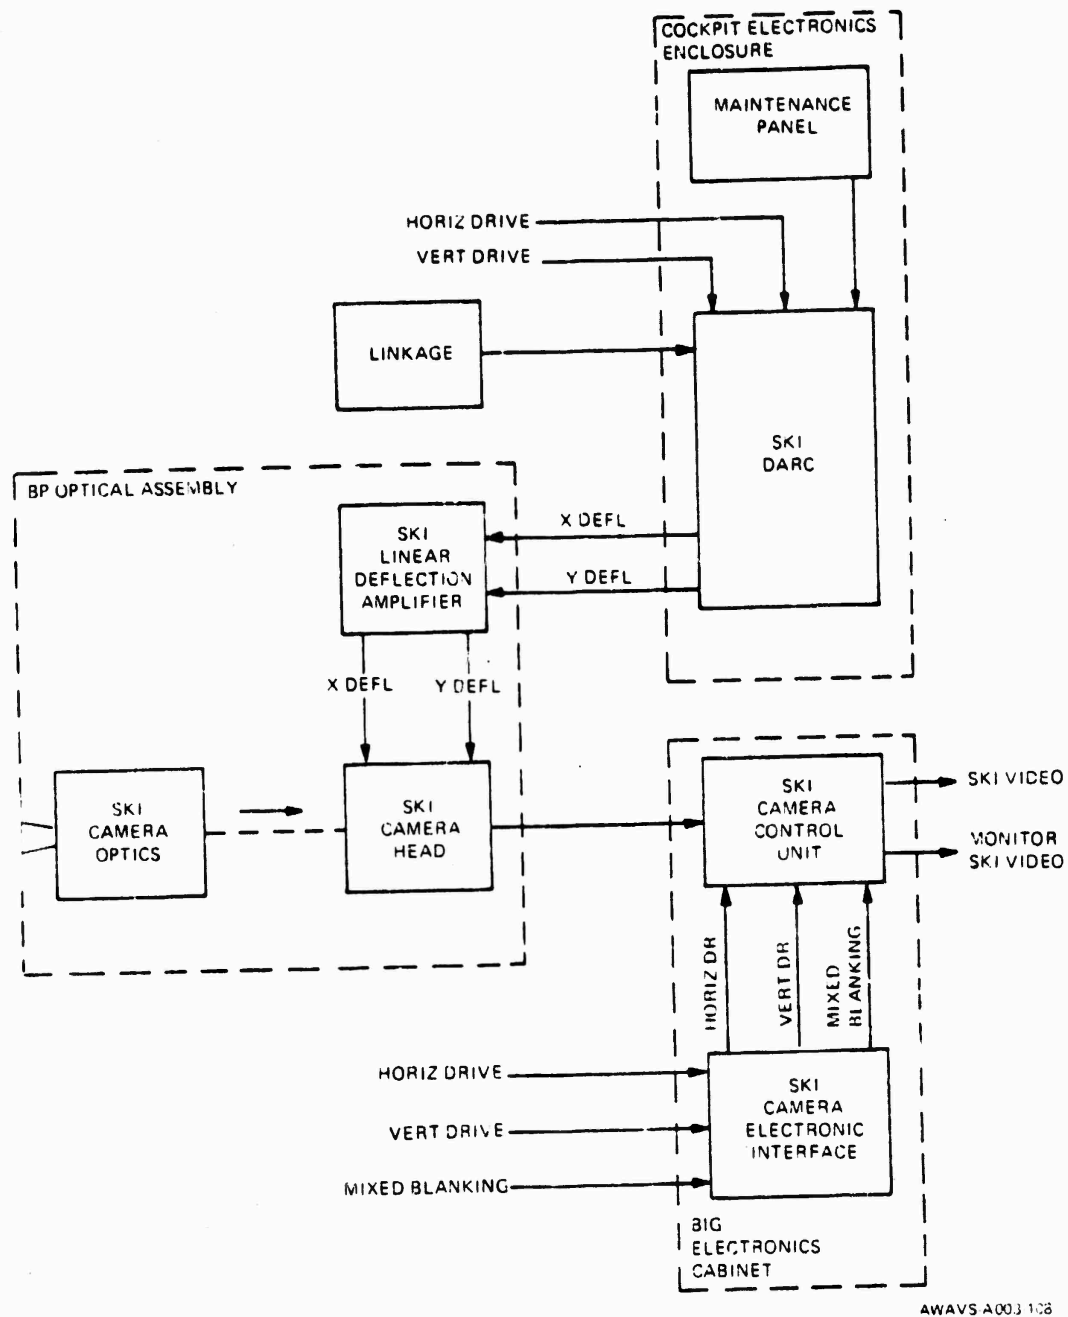 COCKPIT ELECTRONICS
ENCLOSURE
MAINTENANCE
PANEL
HORIZ DRIVE
VERT DRIVE
LINKAGE
SKI
DARC
BP OPTICAL ASSEMBLY
SKI
LINEAR
DEFLECTION
AMPLIFIER
X DEFL
Y DEFL
X DEFL
Y DEFL
SKI
CAMERA
OPTICS
SKI
CAMERA
HEAD
SKI
CAMERA
CONTROL
UNIT
SKI VIDEO
MONITOR
SKI VIDEO
HORIZ DR
VERT DR
MIXED
BLANKING
HORIZ DRIVE
VERT DRIVE
MIXED BLANKING
SKI
CAMERA
ELECTRONIC
INTERFACE
BIG
ELECTRONICS
CABINET